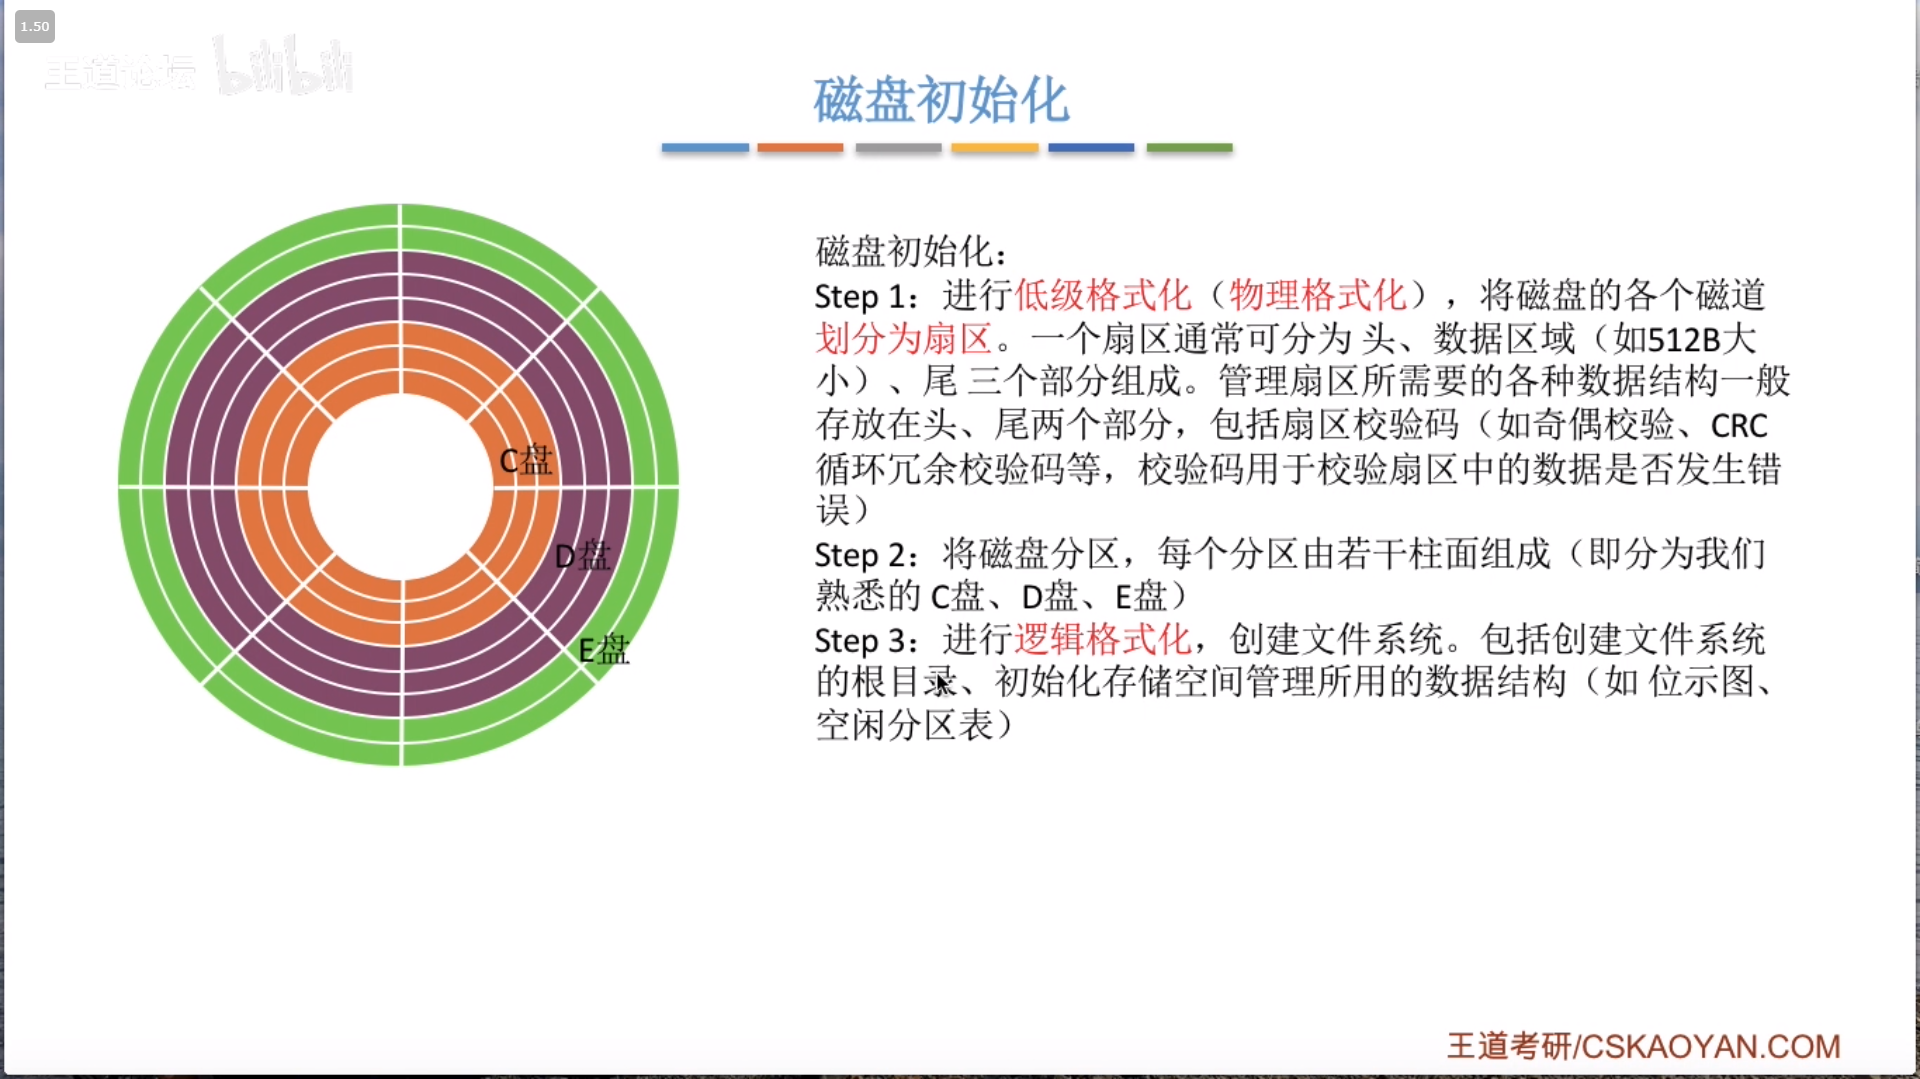 1.50
王道论坛 bilibili
磁盘初始化
磁盘初始化：
Step 1：进行低级格式化（物理格式化），将磁盘的各个磁道
划分为扇区。一个扇区通常可分为 头、数据区域（如512B大
小）、尾 三个部分组成。管理扇区所需要的各种数据结构一般
存放在头、尾两个部分，包括扇区校验码（如奇偶校验、CRC
循环冗余校验码等，校验码用于校验扇区中的数据是否发生错
误）
Step 2：将磁盘分区，每个分区由若干柱面组成（即分为我们
熟悉的 C盘、D盘、E盘）
Step 3：进行逻辑格式化，创建文件系统。包括创建文件系统
的根目录、初始化存储空间管理所用的数据结构（如 位示图、
空闲分区表）
C盘
D盘
E盘
王道考研/CSKAOYAN.COM